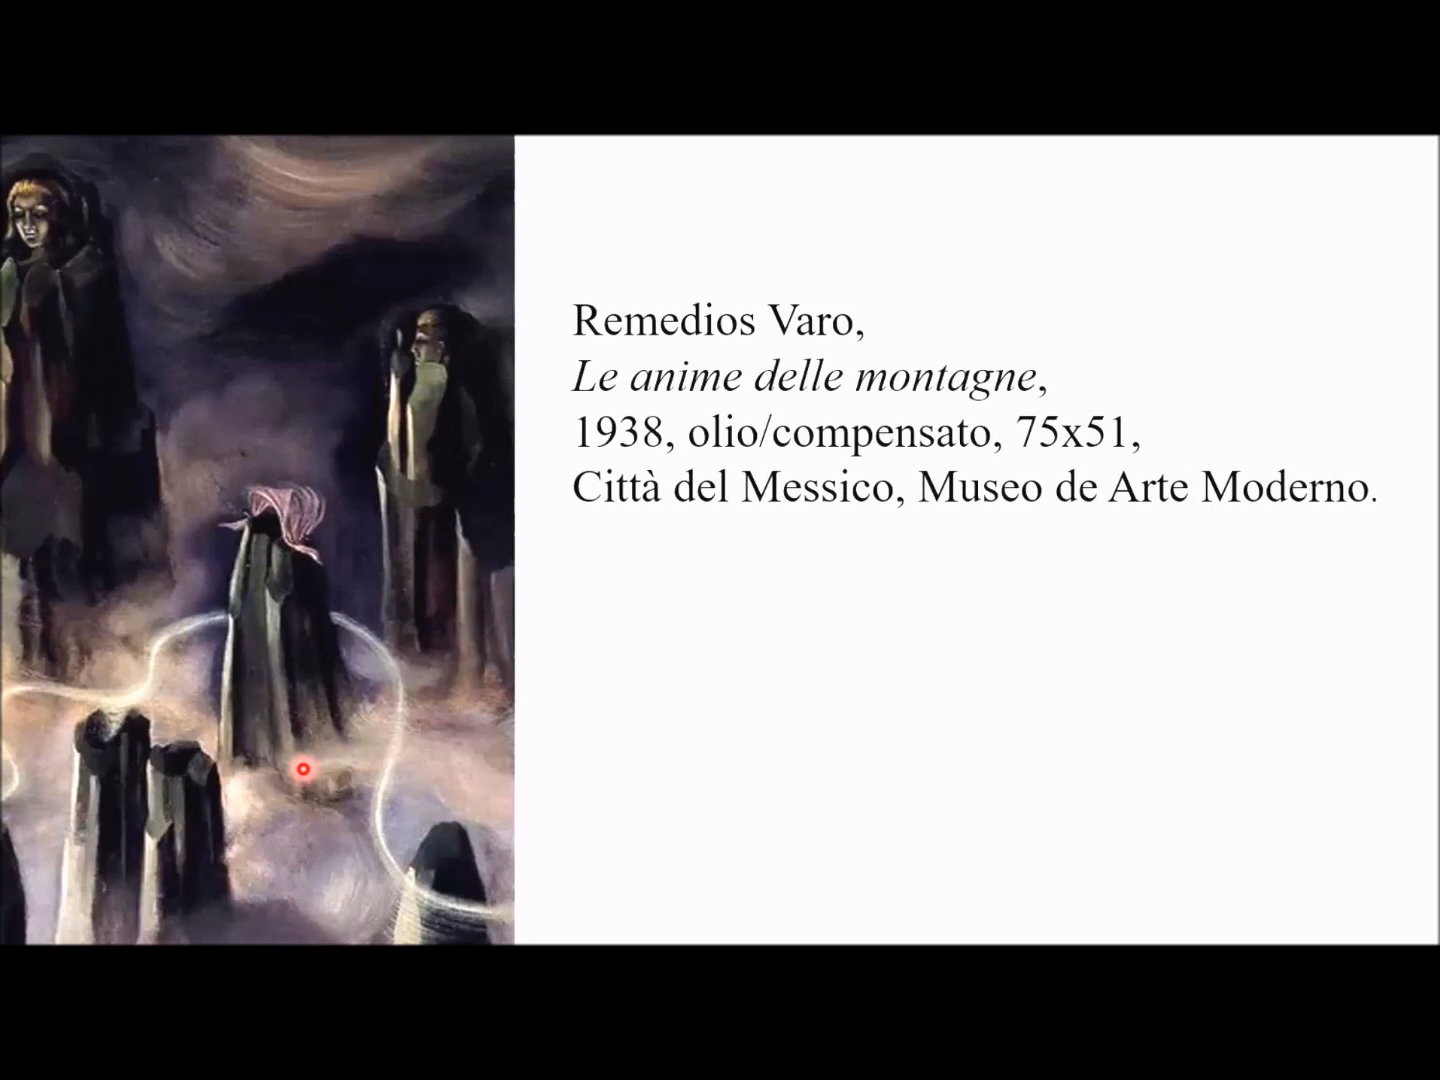 Remedios Varo,
Le anime delle montagne,
1938, olio/compensato, 75x51,
Città del Messico, Museo de Arte Moderno.